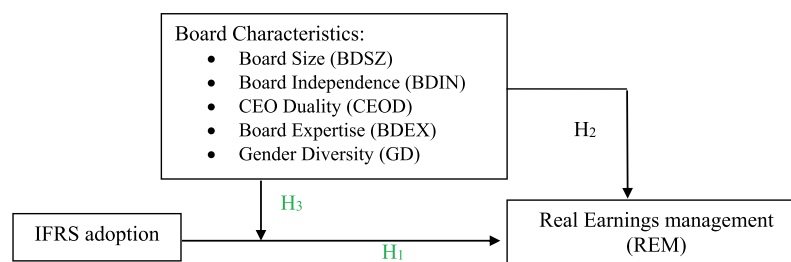 Board Characteristics:
• Board Size (BDSZ)
• Board Independence (BDIN)
• CEO Duality (CEOD)
• Board Expertise (BDEX)
• Gender Diversity (GD)
H₂
H₃
IFRS adoption
H₁
Real Earnings management
(REM)